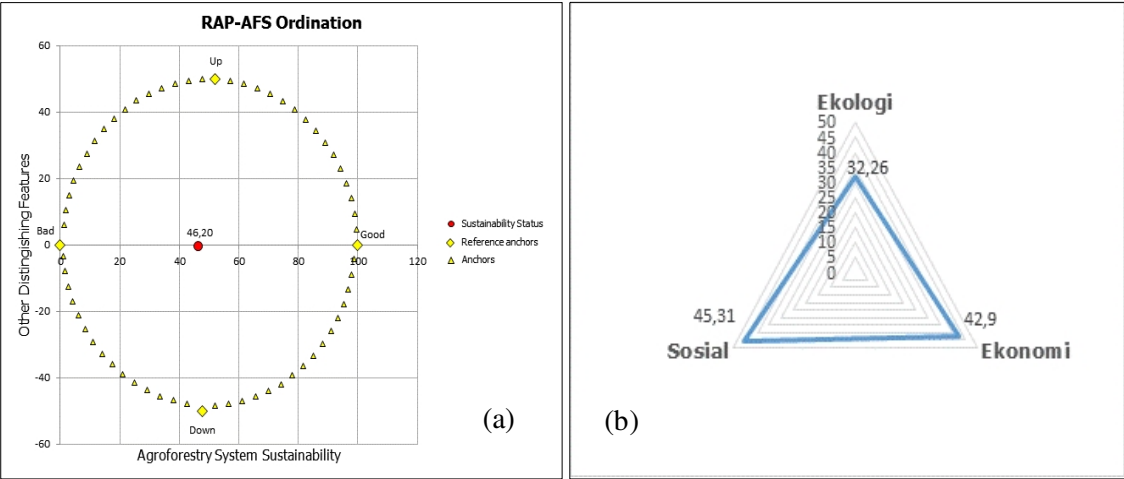 RAP-AFS Ordination
60
40
20
0
-20
-40
-60
Other Distingishing Features
Up
Bad
46,20
Good
0
20
40
60
80
100
120
Down
Agroforestry System Sustainability
Sustainability Status
Reference anchors
Anchors
(a)
Ekologi
50
45
40
35
30
25
20
15
10
5
0
32,26
45,31
42,9
Sosial
Ekonomi
(b)